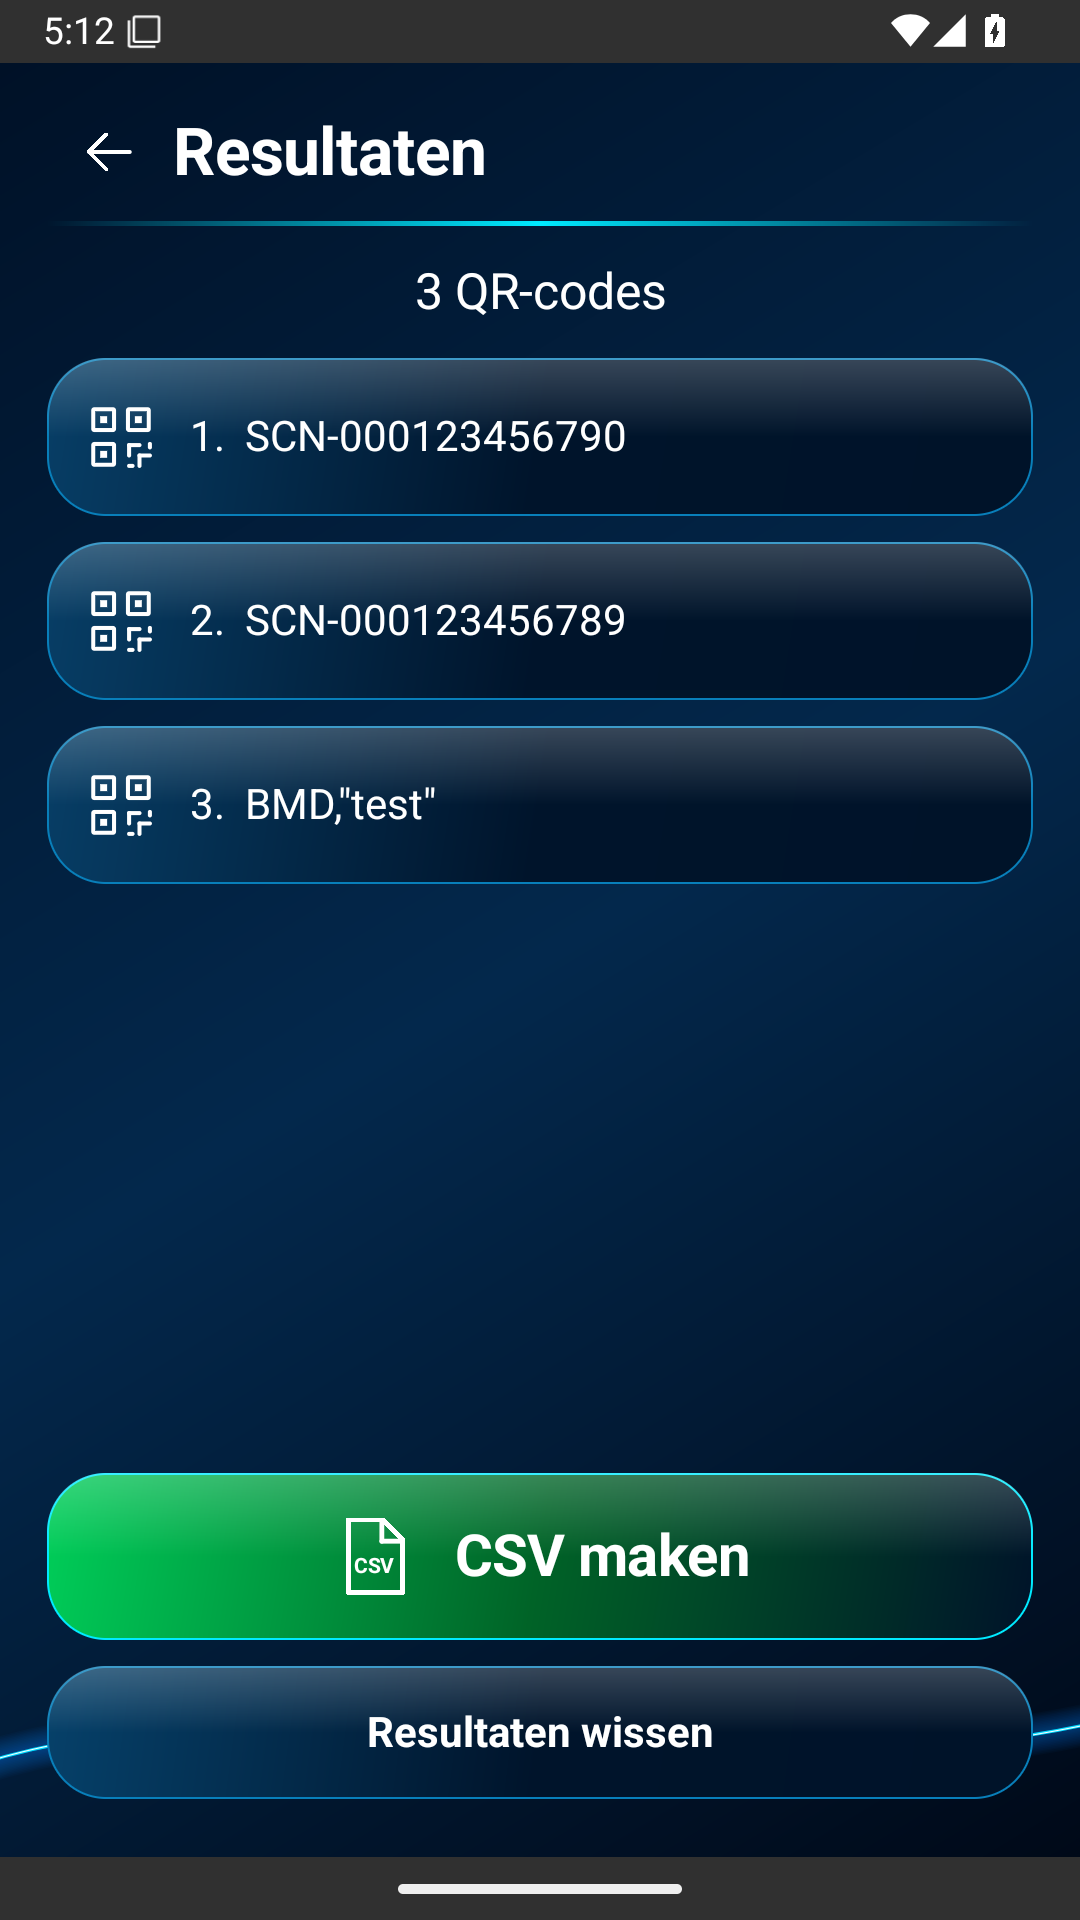 5:12
Resultaten
3 QR-codes
1. SCN-000123456790
2. SCN-000123456789
3. BMD,"test"
CSV
CSV maken
Resultaten wissen